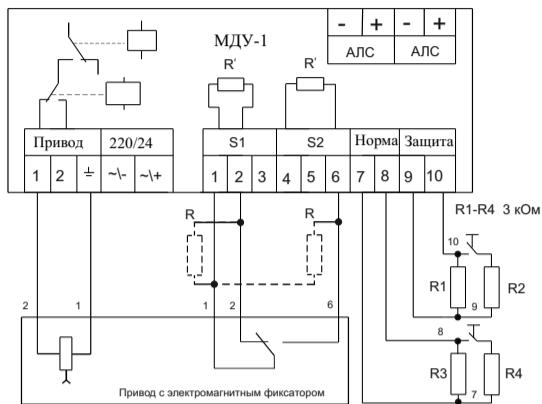 - + - +
МДУ-1
АЛС АЛС
R' R'
Привод 220/24 S1 S2 Норма Защита
1 2 ⏚ ~\- ~\+ 1 2 3 4 5 6 7 8 9 10
R R
R1-R4 3 кОм
10
R1 R2
9
2 1 1 2 6
8
R3 R4
7
Привод с электромагнитным фиксатором